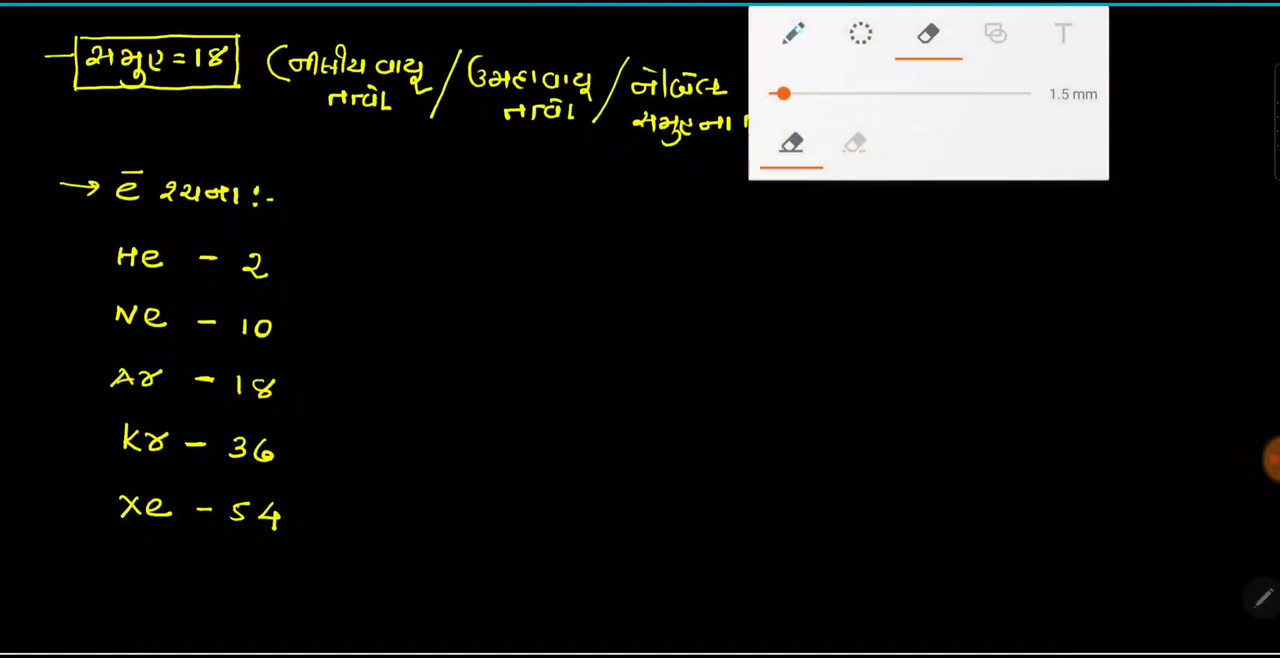 સમુહ = 18 (નિષ્ક્રિય વાયુ તત્વો / ઉમદાવાયુ તત્વો / નોબેલ સમુહના
→ e̅ રચના :-
He - 2
Ne - 10
Ar - 18
Kr - 36
Xe - 54
T
1.5 mm